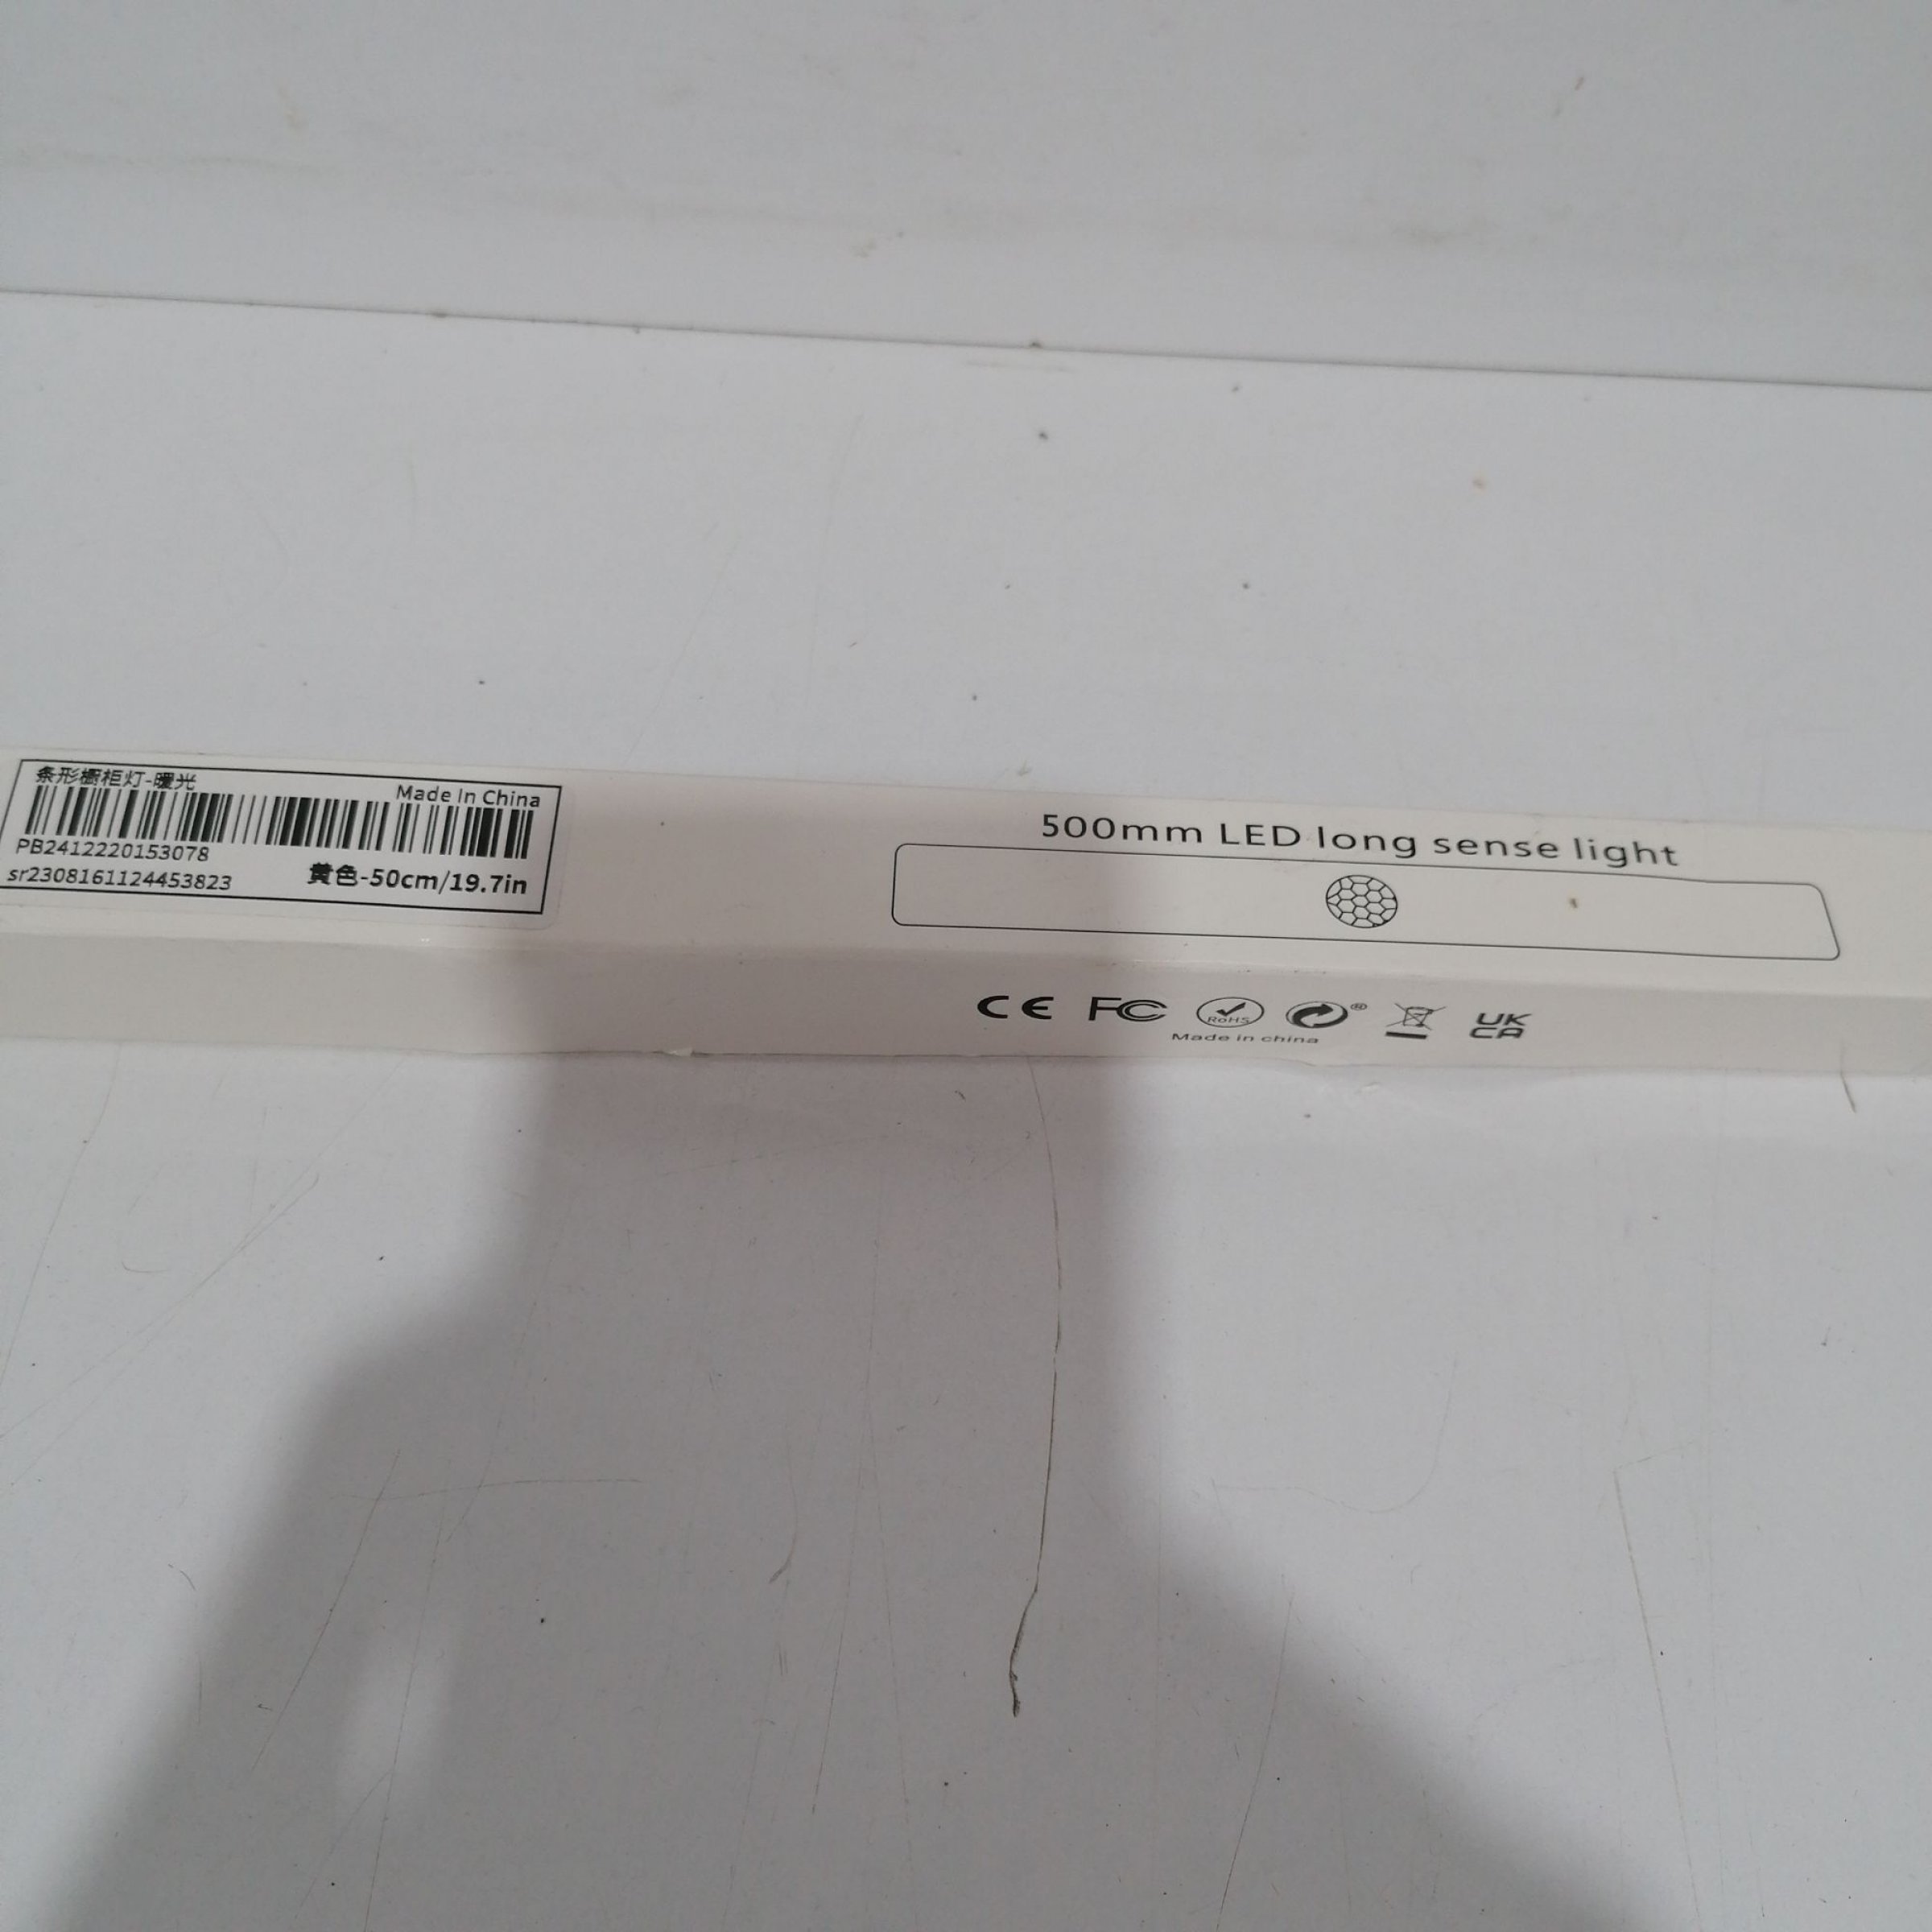 条形橱柜灯-暖光
Made In China
PB2412220153078
sr2308161124453823
黄色-50cm/19.7in
500mm LED long sense light
CE FC RoHS ® UK CA
Made in china